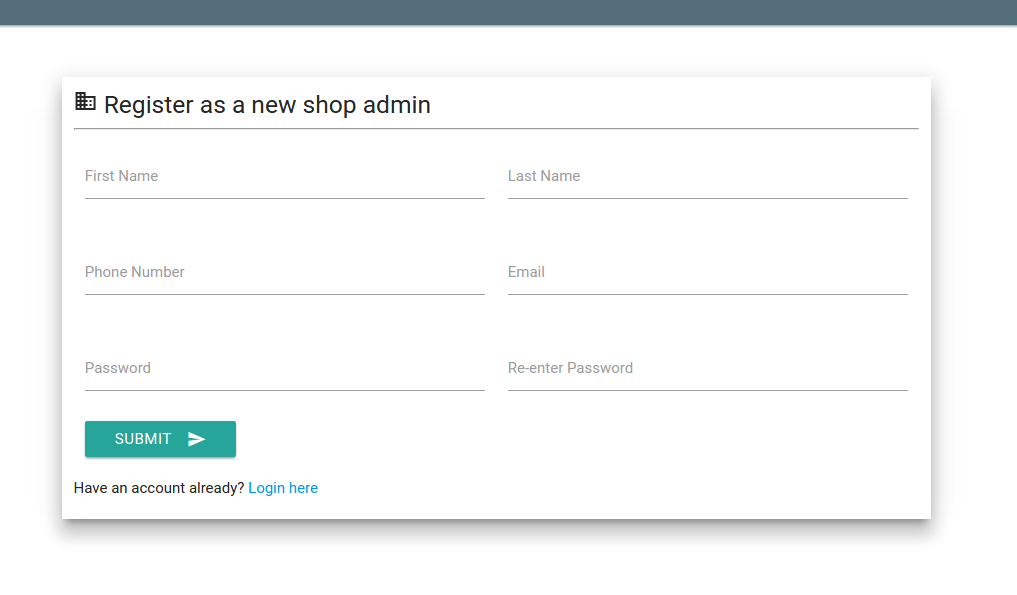 Register as a new shop admin
First Name Last Name
Phone Number Email
Password Re-enter Password
SUBMIT
Have an account already? Login here